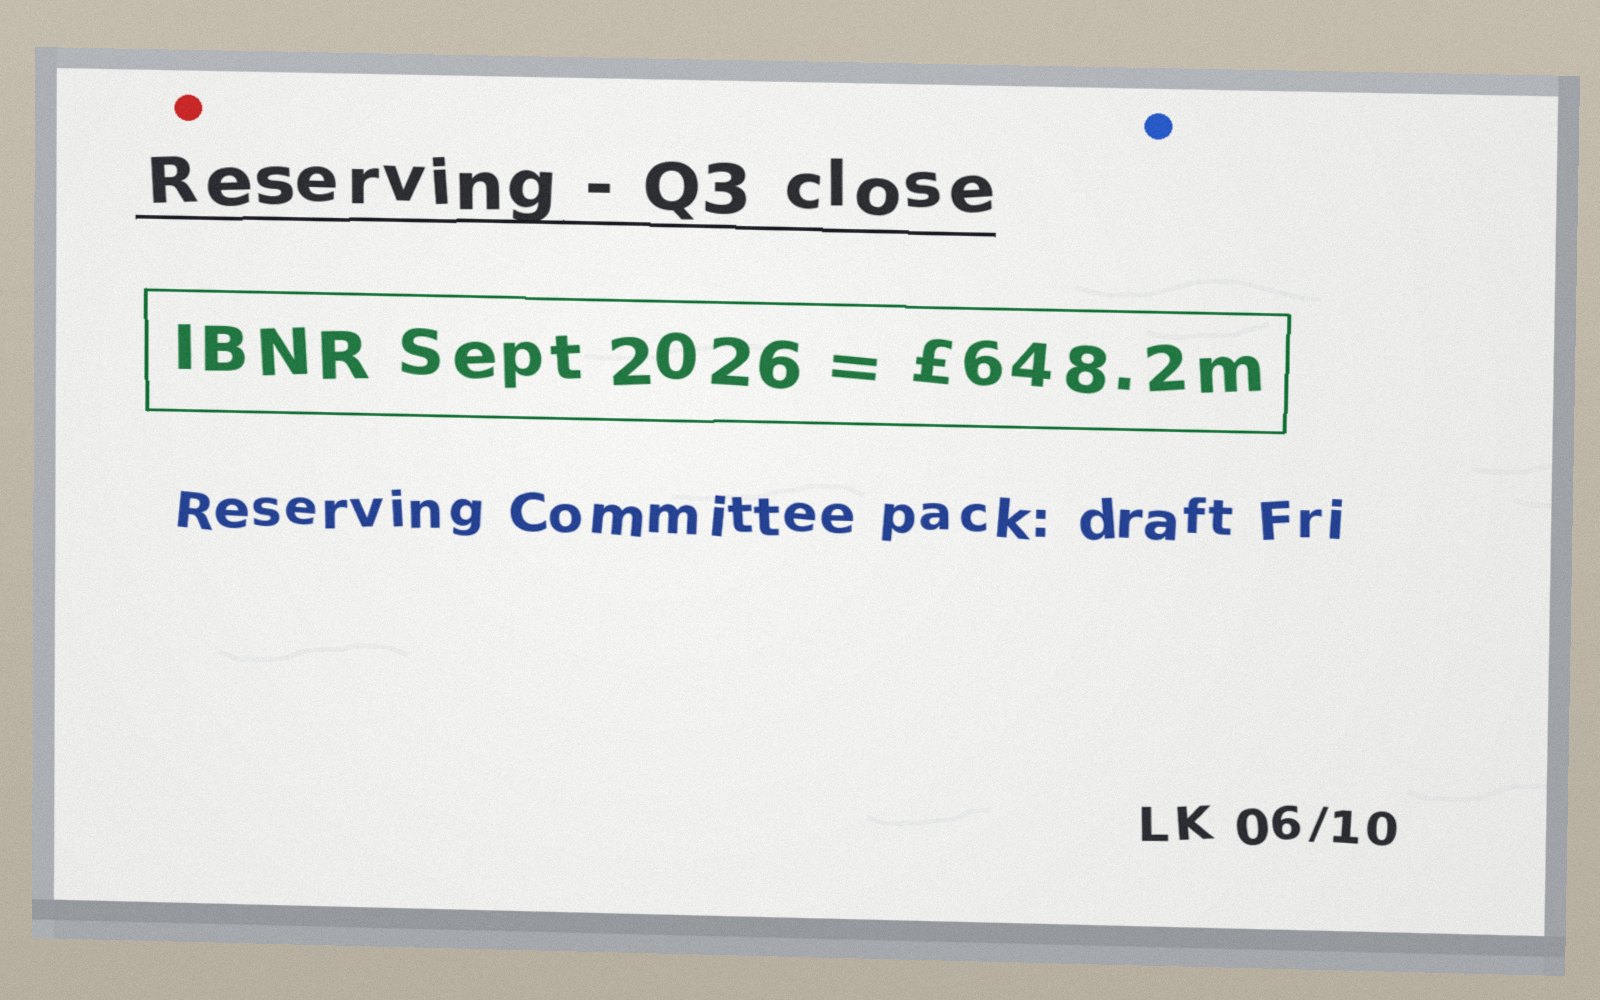 Reserving - Q3 close
IBNR Sept 2026 = £648.2m
Reserving Committee pack: draft Fri
LK 06/10